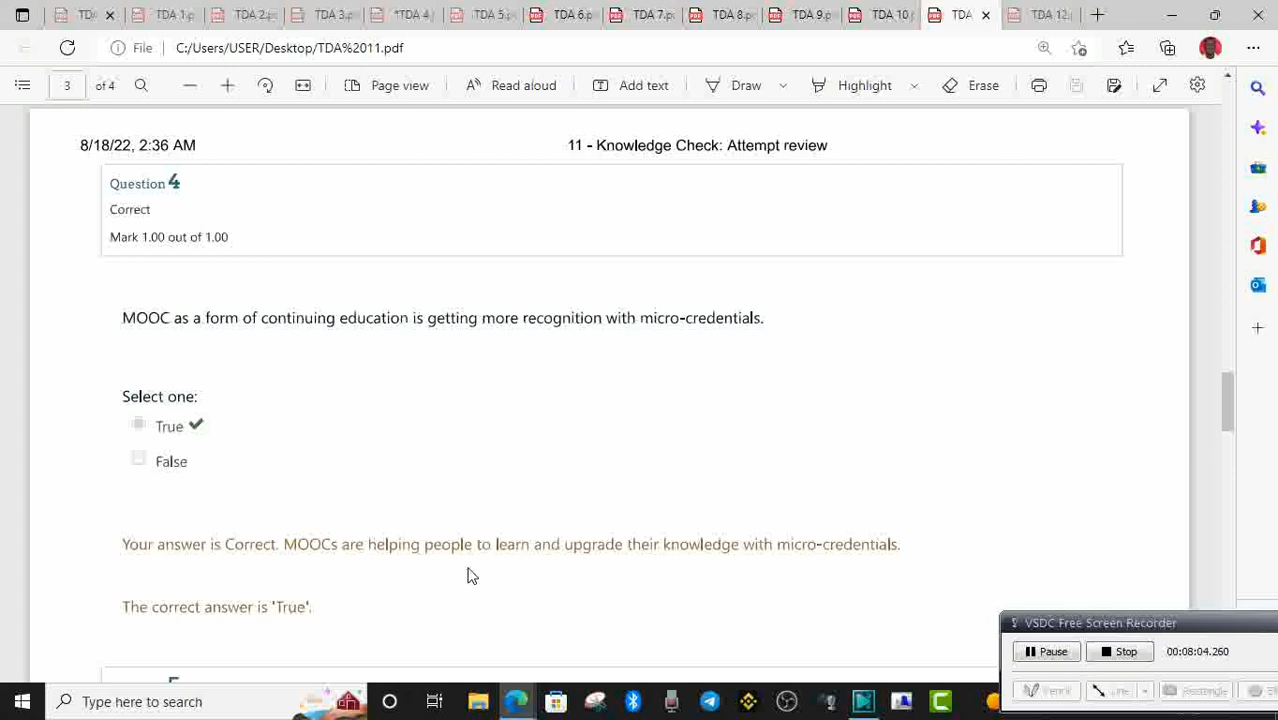 TDA
TDA 1.p
TDA 2.p
TDA 3.p
*TDA 4
TDA 5.
TDA 6.p
TDA 7.p
TDA 8.p
TDA 9.p
TDA 10.p
TDA
TDA 12.
File
C:/Users/USER/Desktop/TDA%2011.pdf
3 of 4
Page view
Read aloud
Add text
Draw
Highlight
Erase
8/18/22, 2:36 AM
11 - Knowledge Check: Attempt review
Question 4
Correct
Mark 1.00 out of 1.00
MOOC as a form of continuing education is getting more recognition with micro-credentials.
Select one:
True
False
Your answer is Correct. MOOCs are helping people to learn and upgrade their knowledge with micro-credentials.
The correct answer is 'True'.
VSDC Free Screen Recorder
Pause
Stop
00:08:04.260
Line
Rectangle
Type here to search